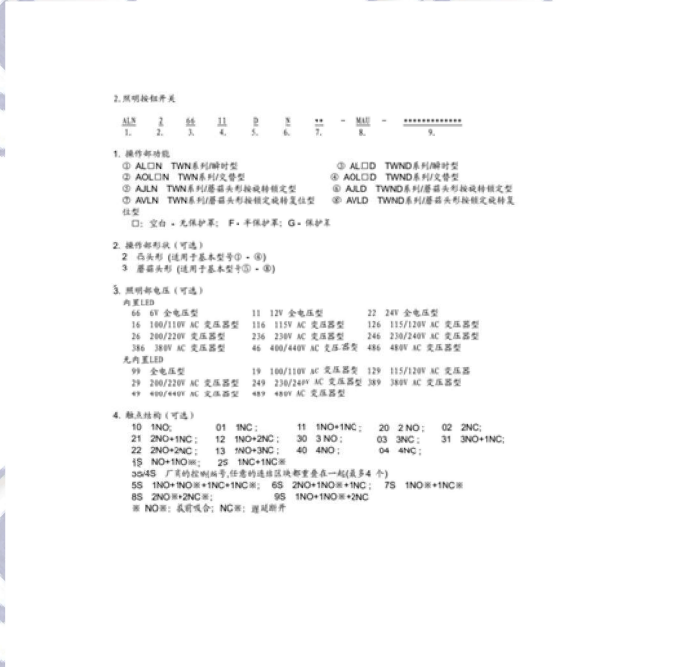 2.照明按钮开关
ALN 2 66 11 D N ** - MAU - *************
1. 2. 3. 4. 5. 6. 7. 8. 9.
1. 操作部功能
① AL□N TWN系列/瞬时型 ③ AL□D TWND系列/瞬时型
② AOL□N TWN系列/交替型 ④ AOL□D TWND系列/交替型
⑤ AJLN TWN系列/蘑菇头形按旋转锁定型 ⑥ AJLD TWND系列/蘑菇头形按旋转锁定型
⑦ AVLN TWN系列/蘑菇头形按锁定旋转复位型 ⑧ AVLD TWND系列/蘑菇头形按锁定旋转复
位型
□: 空白 - 无保护罩; F - 半保护罩; G - 保护罩
2. 操作部形状 (可选)
2 凸头形 (适用于基本型号① - ④)
3 蘑菇头形 (适用于基本型号⑤ - ⑧)
3. 照明部电压 (可选)
内置LED
66 6V 全电压型 11 12V 全电压型 22 24V 全电压型
16 100/110V AC 变压器型 116 115V AC 变压器型 126 115/120V AC 变压器型
26 200/220V 变压器型 236 230V AC 变压器型 246 230/240V AC 变压器型
386 380V AC 变压器型 46 400/440V AC 变压器型 486 480V AC 变压器型
无内置LED
99 全电压型 19 100/110V AC 变压器型 129 115/120V AC 变压器
29 200/220V AC 变压器型 249 230/240V AC 变压器型 389 380V AC 变压器型
49 400/440V AC 变压器型 489 480V AC 变压器型
4. 触点结构 (可选)
10 1NO; 01 1NC; 11 1NO+1NC; 20 2 NO; 02 2NC;
21 2NO+1NC; 12 1NO+2NC; 30 3 NO; 03 3NC; 31 3NO+1NC;
22 2NO+2NC; 13 1NO+3NC; 40 4NO; 04 4NC;
1S NO+1NO※; 2S 1NC+1NC※
3S/4S 厂员的控制编号,任意的连结区块都重叠在一起(最多4 个)
5S 1NO+1NO※+1NC+1NC※; 6S 2NO+1NO※+1NC; 7S 1NO※+1NC※
8S 2NO※+2NC※; 9S 1NO+1NO※+2NC
※ NO※: 载前吸合; NC※: 延断开